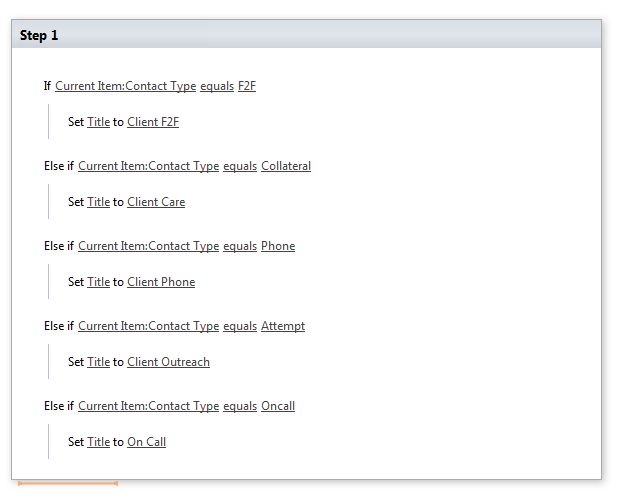 Step 1
If Current Item:Contact Type equals F2F
Set Title to Client F2F
Else if Current Item:Contact Type equals Collateral
Set Title to Client Care
Else if Current Item:Contact Type equals Phone
Set Title to Client Phone
Else if Current Item:Contact Type equals Attempt
Set Title to Client Outreach
Else if Current Item:Contact Type equals Oncall
Set Title to On Call